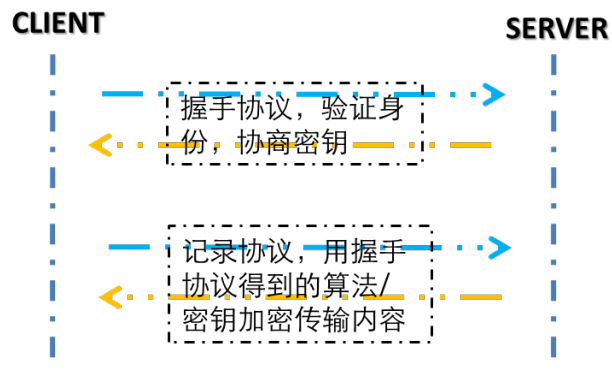 CLIENT
SERVER
握手协议，验证身
份，协商密钥
记录协议，用握手
协议得到的算法/
密钥加密传输内容